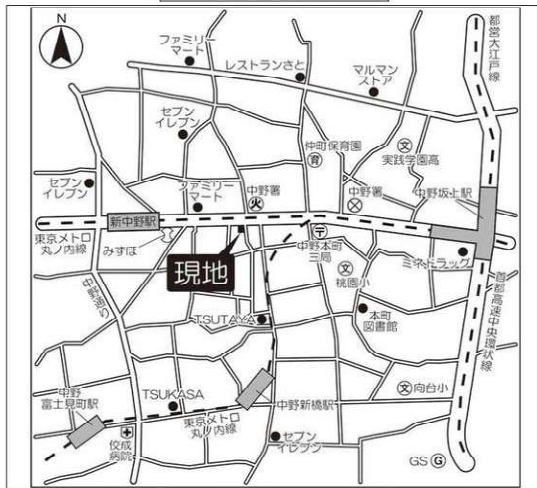 N
ファミリー
マート
レストランさと
マルマン
ストア
都営大江戸線
セブン
イレブン
仲町保育園
育
文
実践学園高
セブン
イレブン
ファミリー
マート
中野署
火
中野署
中野坂上駅
新中野駅
東京メトロ
丸ノ内線
みずほ
現地
中野本町
三局
文
桃園小
ミネドラッグ
中野通り
TSUTAYA
本町
図書館
首都高速中央環状線
中野
富士見町駅
TSUKASA
東京メトロ
丸ノ内線
中野新橋駅
文
向台小
佼成
病院
セブン
イレブン
GS G